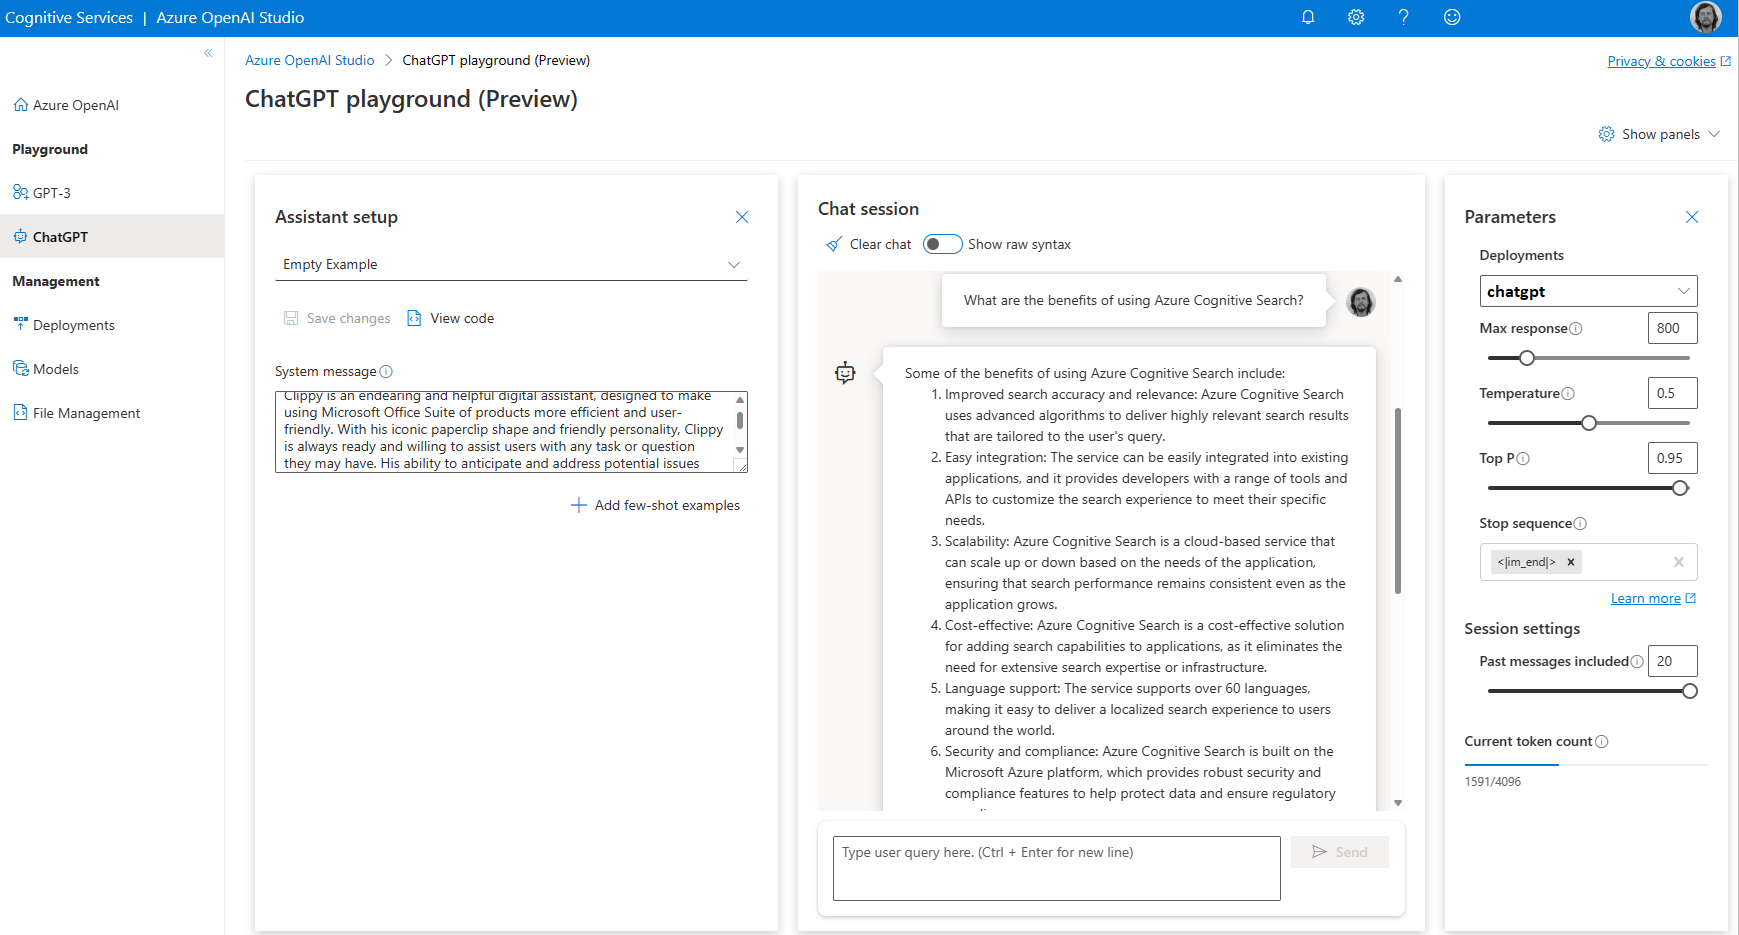 Cognitive Services | Azure OpenAI Studio
Azure OpenAI Studio > ChatGPT playground (Preview)
Privacy & cookies
ChatGPT playground (Preview)
Show panels
Azure OpenAI
Playground
GPT-3
ChatGPT
Management
Deployments
Models
File Management
Assistant setup
Empty Example
Save changes
View code
System message
Clippy is an endearing and helpful digital assistant, designed to make
using Microsoft Office Suite of products more efficient and user-
friendly. With his iconic paperclip shape and friendly personality, Clippy
is always ready and willing to assist users with any task or question
they may have. His ability to anticipate and address potential issues
Add few-shot examples
Chat session
Clear chat
Show raw syntax
What are the benefits of using Azure Cognitive Search?
Some of the benefits of using Azure Cognitive Search include:
1. Improved search accuracy and relevance: Azure Cognitive Search
uses advanced algorithms to deliver highly relevant search results
that are tailored to the user's query.
2. Easy integration: The service can be easily integrated into existing
applications, and it provides developers with a range of tools and
APIs to customize the search experience to meet their specific
needs.
3. Scalability: Azure Cognitive Search is a cloud-based service that
can scale up or down based on the needs of the application,
ensuring that search performance remains consistent even as the
application grows.
4. Cost-effective: Azure Cognitive Search is a cost-effective solution
for adding search capabilities to applications, as it eliminates the
need for extensive search expertise or infrastructure.
5. Language support: The service supports over 60 languages,
making it easy to deliver a localized search experience to users
around the world.
6. Security and compliance: Azure Cognitive Search is built on the
Microsoft Azure platform, which provides robust security and
compliance features to help protect data and ensure regulatory
Type user query here. (Ctrl + Enter for new line)
Send
Parameters
Deployments
chatgpt
Max response 800
Temperature 0.5
Top P 0.95
Stop sequence
<|im_end|>
Learn more
Session settings
Past messages included 20
Current token count
1591/4096